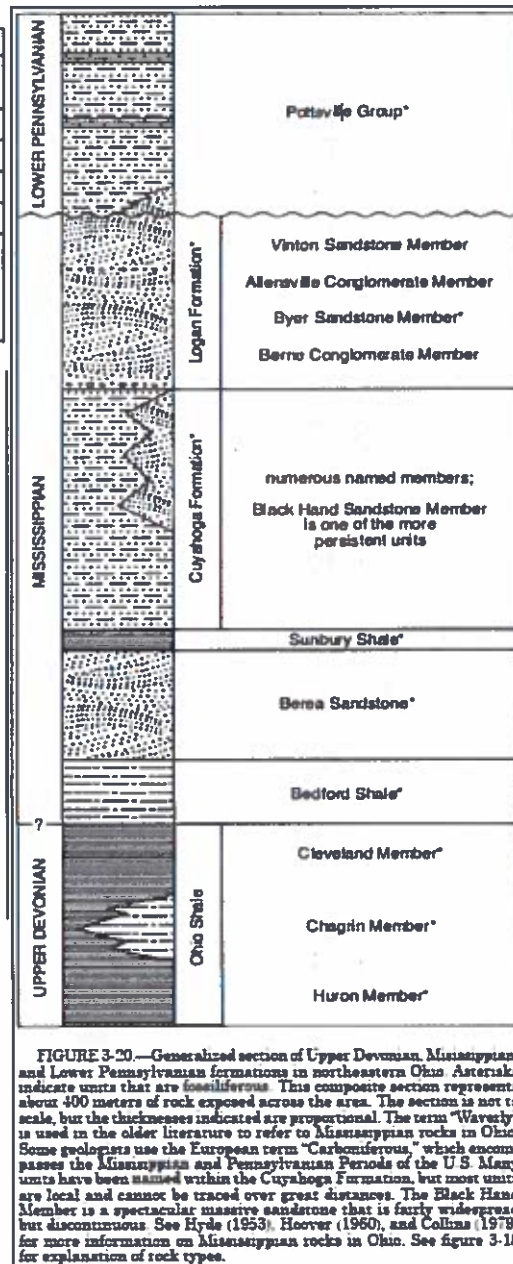 LOWER PENNSYLVANIAN
Pottsville Group*
MISSISSIPPIAN
Logan Formation*
Vinton Sandstone Member
Allensville Conglomerate Member
Byer Sandstone Member*
Berne Conglomerate Member
Cuyahoga Formation*
numerous named members;
Black Hand Sandstone Member
is one of the more
persistent units
Sunbury Shale*
Berea Sandstone*
Bedford Shale*
?
UPPER DEVONIAN
Ohio Shale
Cleveland Member*
Chagrin Member*
Huron Member*
FIGURE 3-20.—Generalized section of Upper Devonian, Mississippian
and Lower Pennsylvanian formations in northeastern Ohio. Asterisk
indicate units that are fossiliferous. This composite section represent
about 400 meters of rock exposed across the area. The section is not t
scale, but the thicknesses indicated are proportional. The term "Waverly
is used in the older literature to refer to Mississippian rocks in Ohio
Some geologists use the European term "Carboniferous," which encom
passes the Mississippian and Pennsylvanian Periods of the U.S. Many
units have been named within the Cuyahoga Formation, but most unit
are local and cannot be traced over great distances. The Black Hand
Member is a spectacular massive sandstone that is fairly widespread
but discontinuous. See Hyde (1953), Hoover (1960), and Collins (1979
for more information on Mississippian rocks in Ohio. See figure 3-18
for explanation of rock types.